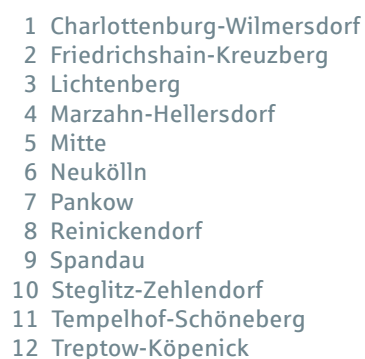 1 Charlottenburg-Wilmersdorf
2 Friedrichshain-Kreuzberg
3 Lichtenberg
4 Marzahn-Hellersdorf
5 Mitte
6 Neukölln
7 Pankow
8 Reinickendorf
9 Spandau
10 Steglitz-Zehlendorf
11 Tempelhof-Schöneberg
12 Treptow-Köpenick